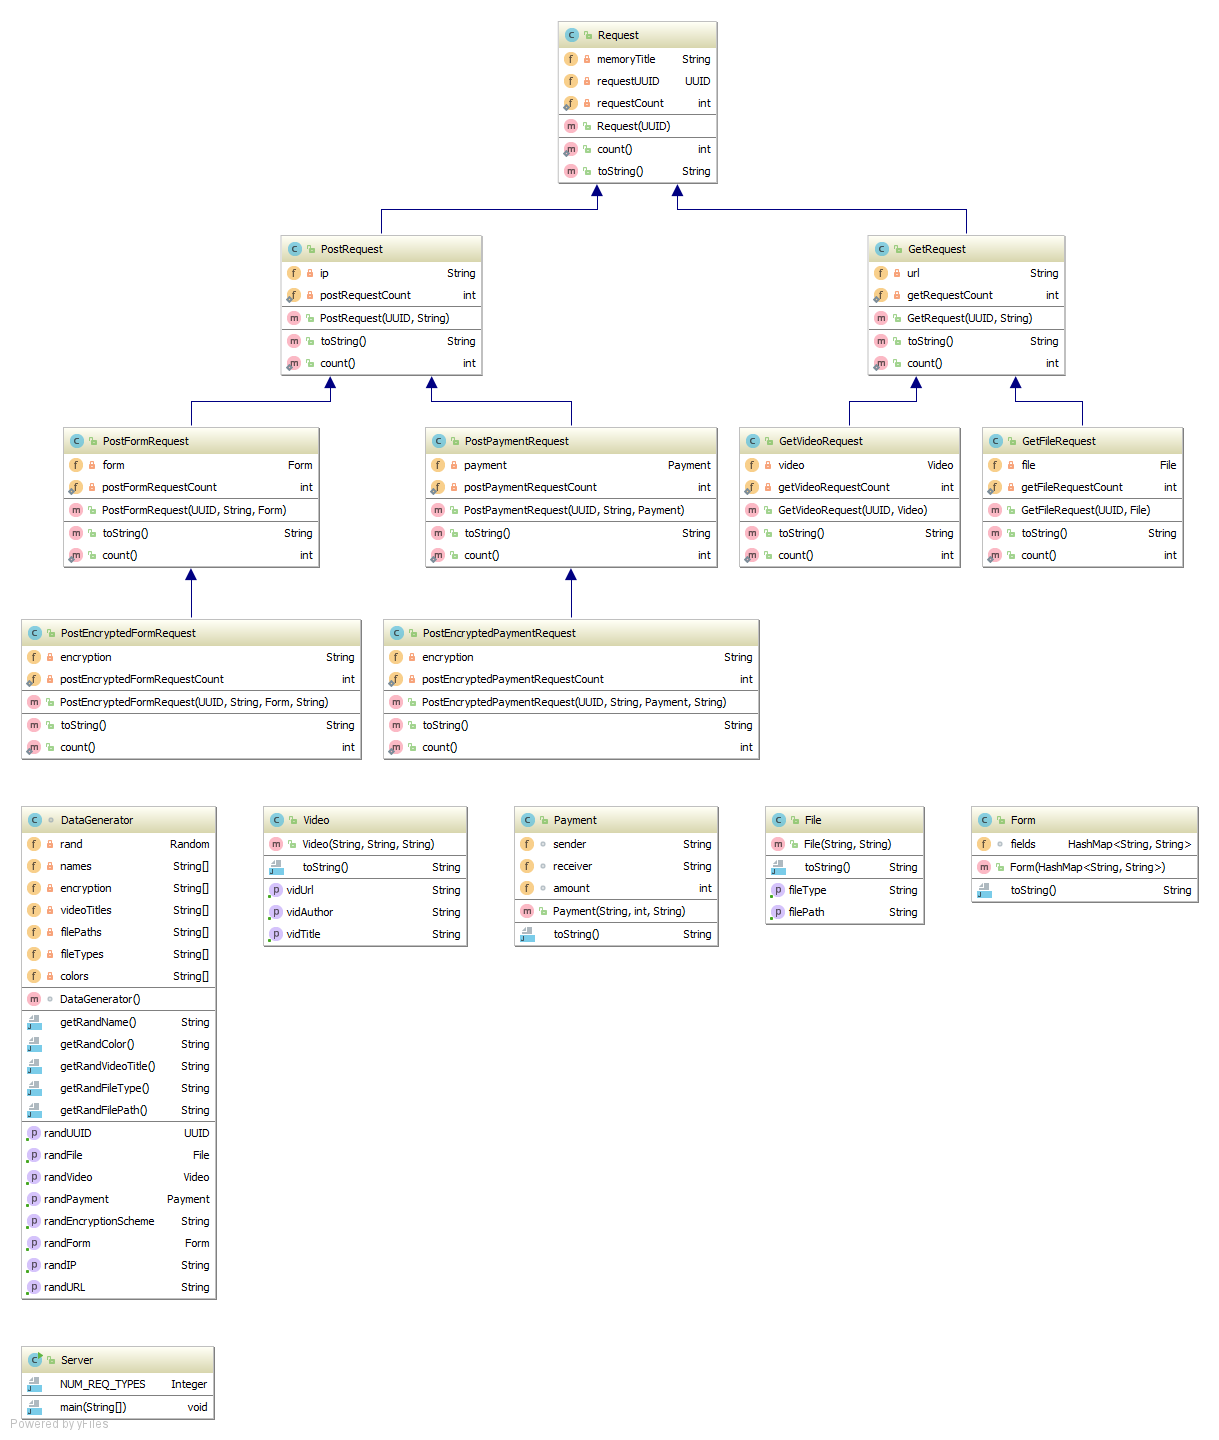 Request
memoryTitle String
requestUUID UUID
requestCount int
Request(UUID)
count() int
toString() String
PostRequest
ip String
postRequestCount int
PostRequest(UUID, String)
toString() String
count() int
GetRequest
url String
getRequestCount int
GetRequest(UUID, String)
toString() String
count() int
PostFormRequest
form Form
postFormRequestCount int
PostFormRequest(UUID, String, Form)
toString() String
count() int
PostPaymentRequest
payment Payment
postPaymentRequestCount int
PostPaymentRequest(UUID, String, Payment)
toString() String
count() int
GetVideoRequest
video Video
getVideoRequestCount int
GetVideoRequest(UUID, Video)
toString() String
count() int
GetFileRequest
file File
getFileRequestCount int
GetFileRequest(UUID, File)
toString() String
count() int
PostEncryptedFormRequest
encryption String
postEncryptedFormRequestCount int
PostEncryptedFormRequest(UUID, String, Form, String)
toString() String
count() int
PostEncryptedPaymentRequest
encryption String
postEncryptedPaymentRequestCount int
PostEncryptedPaymentRequest(UUID, String, Payment, String)
toString() String
count() int
DataGenerator
rand Random
names String[]
encryption String[]
videoTitles String[]
filePaths String[]
fileTypes String[]
colors String[]
DataGenerator()
getRandName() String
getRandColor() String
getRandVideoTitle() String
getRandFileType() String
getRandFilePath() String
randUUID UUID
randFile File
randVideo Video
randPayment Payment
randEncryptionScheme String
randForm Form
randIP String
randURL String
Video
Video(String, String, String)
toString() String
vidUrl String
vidAuthor String
vidTitle String
Payment
sender String
receiver String
amount int
Payment(String, int, String)
toString() String
File
File(String, String)
toString() String
fileType String
filePath String
Form
fields HashMap<String, String>
Form(HashMap<String, String>)
toString() String
Server
NUM_REQ_TYPES Integer
main(String[]) void
Powered by yFiles